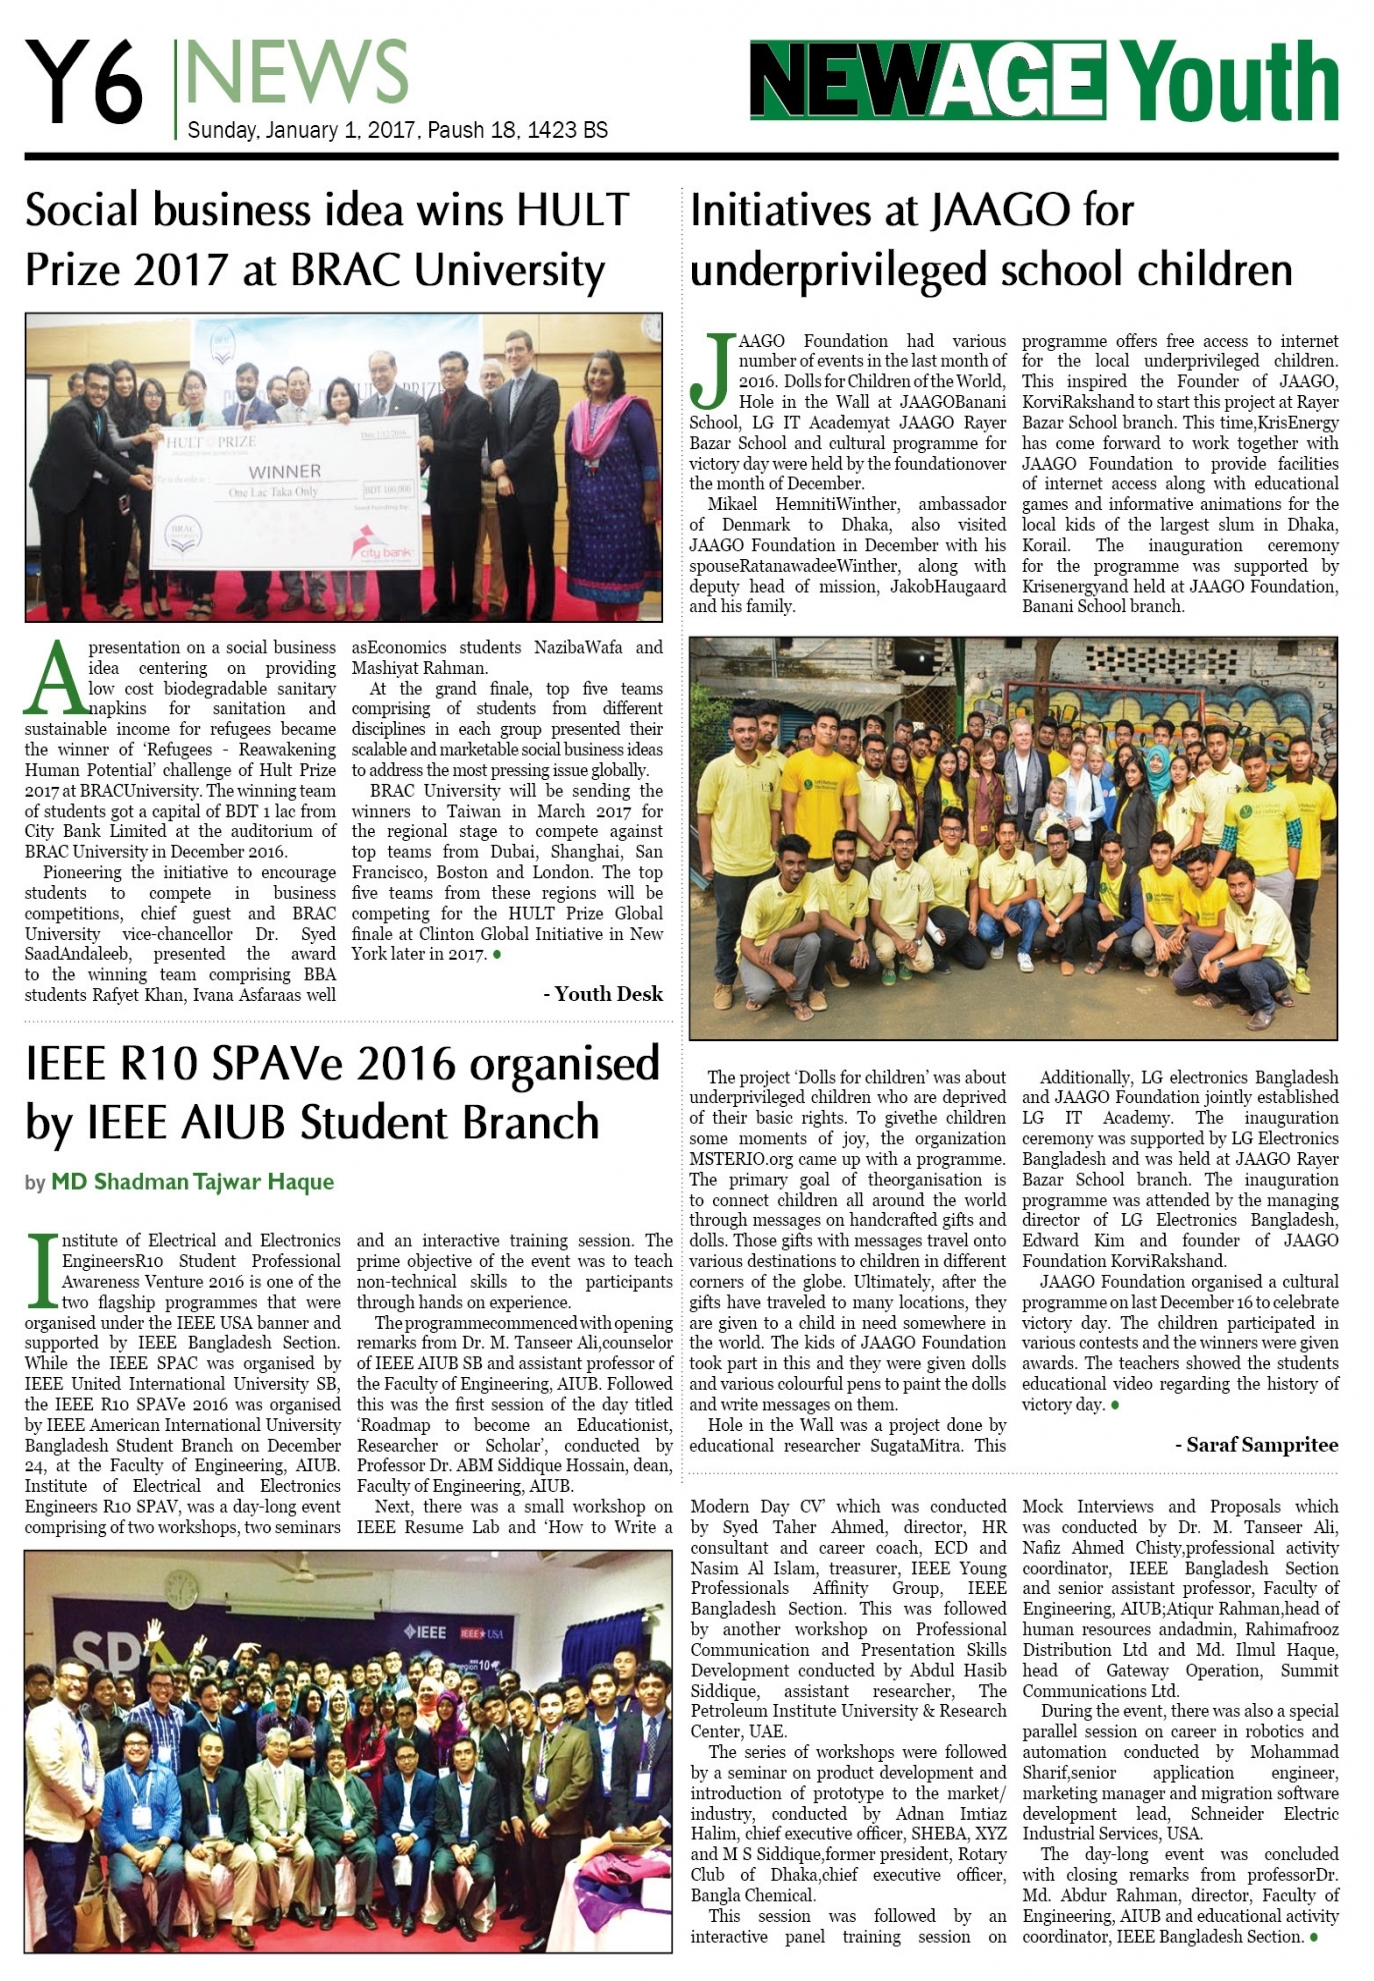 Y6
NEWS
Sunday, January 1, 2017, Paush 18, 1423 BS
NEWAGE Youth
Social business idea wins HULT
Prize 2017 at BRAC University
HULT PRIZE
Date 1/12/2016
WINNER
One Lac Taka Only
BDT 100,000
Seed Funding by:
BRAC
UNIVERSITY
city bank
A presentation on a social business
idea centering on providing
low cost biodegradable sanitary
napkins for sanitation and
sustainable income for refugees became
the winner of ‘Refugees - Reawakening
Human Potential’ challenge of Hult Prize
2017 at BRACUniversity. The winning team
of students got a capital of BDT 1 lac from
City Bank Limited at the auditorium of
BRAC University in December 2016.
Pioneering the initiative to encourage
students to compete in business
competitions, chief guest and BRAC
University vice-chancellor Dr. Syed
SaadAndaleeb, presented the award
to the winning team comprising BBA
students Rafyet Khan, Ivana Asfaraas well
asEconomics students NazibaWafa and
Mashiyat Rahman.
At the grand finale, top five teams
comprising of students from different
disciplines in each group presented their
scalable and marketable social business ideas
to address the most pressing issue globally.
BRAC University will be sending the
winners to Taiwan in March 2017 for
the regional stage to compete against
top teams from Dubai, Shanghai, San
Francisco, Boston and London. The top
five teams from these regions will be
competing for the HULT Prize Global
finale at Clinton Global Initiative in New
York later in 2017. •
- Youth Desk
Initiatives at JAAGO for
underprivileged school children
JAAGO Foundation had various
number of events in the last month of
2016. Dolls for Children of the World,
Hole in the Wall at JAAGOBanani
School, LG IT Academyat JAAGO Rayer
Bazar School and cultural programme for
victory day were held by the foundationover
the month of December.
Mikael HemnitiWinther, ambassador
of Denmark to Dhaka, also visited
JAAGO Foundation in December with his
spouseRatanawadeeWinther, along with
deputy head of mission, JakobHaugaard
and his family.
The project ‘Dolls for children’ was about
underprivileged children who are deprived
of their basic rights. To givethe children
some moments of joy, the organization
MSTERIO.org came up with a programme.
The primary goal of theorganisation is
to connect children all around the world
through messages on handcrafted gifts and
dolls. Those gifts with messages travel onto
various destinations to children in different
corners of the globe. Ultimately, after the
gifts have traveled to many locations, they
are given to a child in need somewhere in
the world. The kids of JAAGO Foundation
took part in this and they were given dolls
and various colourful pens to paint the dolls
and write messages on them.
Hole in the Wall was a project done by
educational researcher SugataMitra. This
programme offers free access to internet
for the local underprivileged children.
This inspired the Founder of JAAGO,
KorviRakshand to start this project at Rayer
Bazar School branch. This time,KrisEnergy
has come forward to work together with
JAAGO Foundation to provide facilities
of internet access along with educational
games and informative animations for the
local kids of the largest slum in Dhaka,
Korail. The inauguration ceremony
for the programme was supported by
Krisenergyand held at JAAGO Foundation,
Banani School branch.
Additionally, LG electronics Bangladesh
and JAAGO Foundation jointly established
LG IT Academy. The inauguration
ceremony was supported by LG Electronics
Bangladesh and was held at JAAGO Rayer
Bazar School branch. The inauguration
programme was attended by the managing
director of LG Electronics Bangladesh,
Edward Kim and founder of JAAGO
Foundation KorviRakshand.
JAAGO Foundation organised a cultural
programme on last December 16 to celebrate
victory day. The children participated in
various contests and the winners were given
awards. The teachers showed the students
educational video regarding the history of
victory day. •
- Saraf Sampritee
IEEE R10 SPAVe 2016 organised
by IEEE AIUB Student Branch
by MD Shadman Tajwar Haque
Institute of Electrical and Electronics
EngineersR10 Student Professional
Awareness Venture 2016 is one of the
two flagship programmes that were
organised under the IEEE USA banner and
supported by IEEE Bangladesh Section.
While the IEEE SPAC was organised by
IEEE United International University SB,
the IEEE R10 SPAVe 2016 was organised
by IEEE American International University
Bangladesh Student Branch on December
24, at the Faculty of Engineering, AIUB.
Institute of Electrical and Electronics
Engineers R10 SPAV, was a day-long event
comprising of two workshops, two seminars
and an interactive training session. The
prime objective of the event was to teach
non-technical skills to the participants
through hands on experience.
The programmecommenced with opening
remarks from Dr. M. Tanseer Ali,counselor
of IEEE AIUB SB and assistant professor of
the Faculty of Engineering, AIUB. Followed
this was the first session of the day titled
‘Roadmap to become an Educationist,
Researcher or Scholar’, conducted by
Professor Dr. ABM Siddique Hossain, dean,
Faculty of Engineering, AIUB.
Next, there was a small workshop on
IEEE Resume Lab and ‘How to Write a
Modern Day CV’ which was conducted
by Syed Taher Ahmed, director, HR
consultant and career coach, ECD and
Nasim Al Islam, treasurer, IEEE Young
Professionals Affinity Group, IEEE
Bangladesh Section. This was followed
by another workshop on Professional
Communication and Presentation Skills
Development conducted by Abdul Hasib
Siddique, assistant researcher, The
Petroleum Institute University & Research
Center, UAE.
The series of workshops were followed
by a seminar on product development and
introduction of prototype to the market/
industry, conducted by Adnan Imtiaz
Halim, chief executive officer, SHEBA, XYZ
and M S Siddique,former president, Rotary
Club of Dhaka,chief executive officer,
Bangla Chemical.
This session was followed by an
interactive panel training session on
Mock Interviews and Proposals which
was conducted by Dr. M. Tanseer Ali,
Nafiz Ahmed Chisty,professional activity
coordinator, IEEE Bangladesh Section
and senior assistant professor, Faculty of
Engineering, AIUB;Atiqur Rahman,head of
human resources andadmin, Rahimafrooz
Distribution Ltd and Md. Ilmul Haque,
head of Gateway Operation, Summit
Communications Ltd.
During the event, there was also a special
parallel session on career in robotics and
automation conducted by Mohammad
Sharif,senior application engineer,
marketing manager and migration software
development lead, Schneider Electric
Industrial Services, USA.
The day-long event was concluded
with closing remarks from professorDr.
Md. Abdur Rahman, director, Faculty of
Engineering, AIUB and educational activity
coordinator, IEEE Bangladesh Section. •
IEEE
IEEE USA
region 10